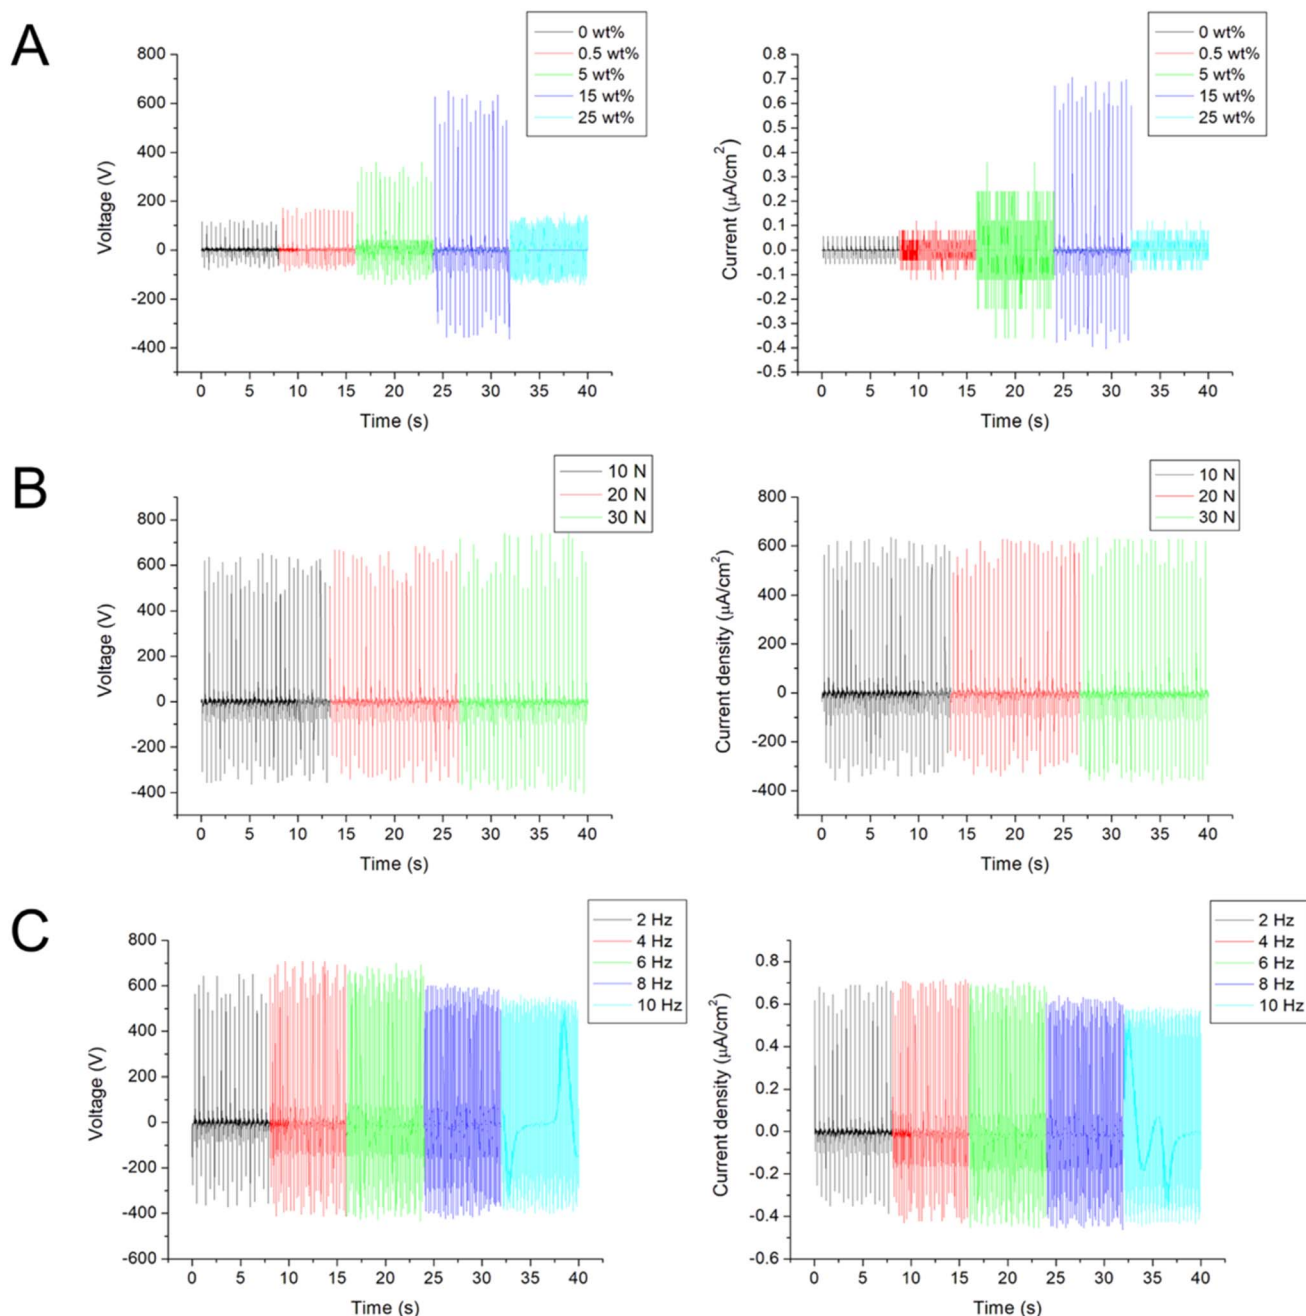 A
0 wt%
0.5 wt%
5 wt%
15 wt%
25 wt%
Voltage (V)
800
600
400
200
0
-200
-400
0 5 10 15 20 25 30 35 40
Time (s)
0 wt%
0.5 wt%
5 wt%
15 wt%
25 wt%
Current (μA/cm²)
0.8
0.7
0.6
0.5
0.4
0.3
0.2
0.1
0.0
-0.1
-0.2
-0.3
-0.4
-0.5
0 5 10 15 20 25 30 35 40
Time (s)
B
10 N
20 N
30 N
Voltage (V)
800
600
400
200
0
-200
-400
0 5 10 15 20 25 30 35 40
Time (s)
10 N
20 N
30 N
Current density (μA/cm²)
800
600
400
200
0
-200
-400
0 5 10 15 20 25 30 35 40
Time (s)
C
2 Hz
4 Hz
6 Hz
8 Hz
10 Hz
Voltage (V)
800
600
400
200
0
-200
-400
-600
0 5 10 15 20 25 30 35 40
Time (s)
2 Hz
4 Hz
6 Hz
8 Hz
10 Hz
Current density (μA/cm²)
0.8
0.6
0.4
0.2
0.0
-0.2
-0.4
-0.6
0 5 10 15 20 25 30 35 40
Time (s)